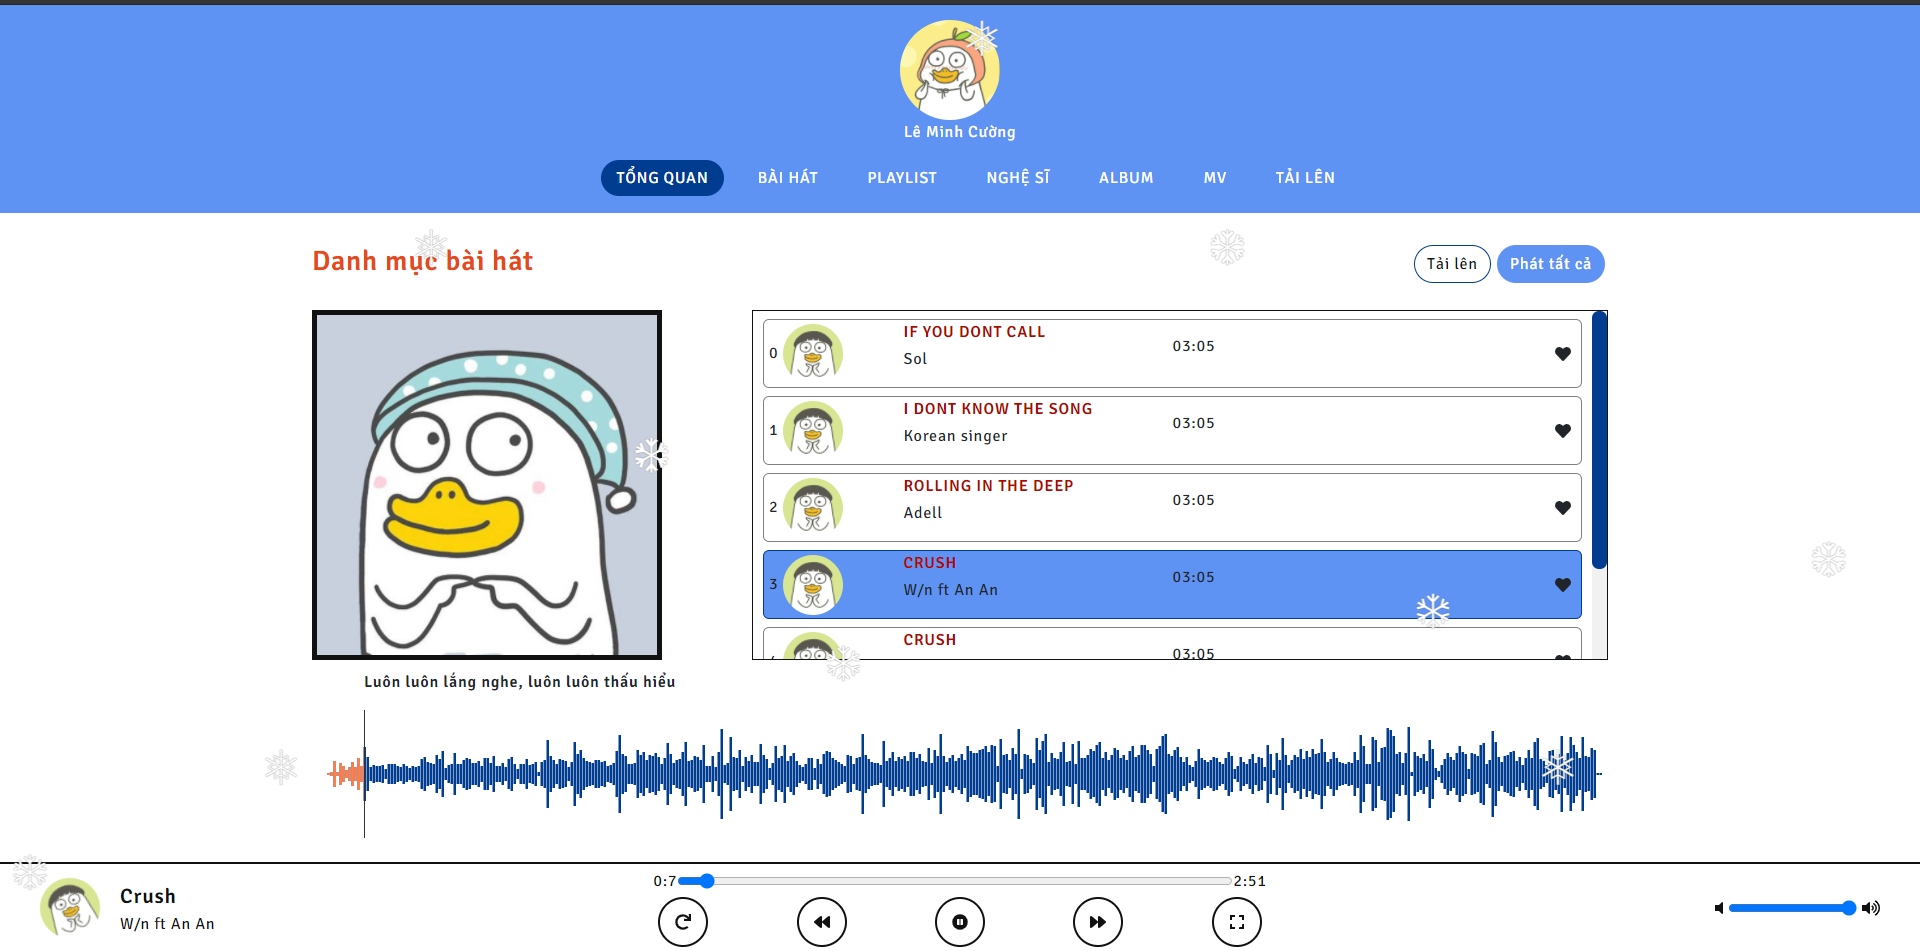 Lê Minh Cường
TỔNG QUAN BÀI HÁT PLAYLIST NGHỆ SĨ ALBUM MV TẢI LÊN
Danh mục bài hát
Tải lên Phát tất cả
0 IF YOU DONT CALL 03:05
Sol
1 I DONT KNOW THE SONG 03:05
Korean singer
2 ROLLING IN THE DEEP 03:05
Adell
3 CRUSH 03:05
W/n ft An An
CRUSH 03:05
Luôn luôn lắng nghe, luôn luôn thấu hiểu
0:7 2:51
Crush
W/n ft An An